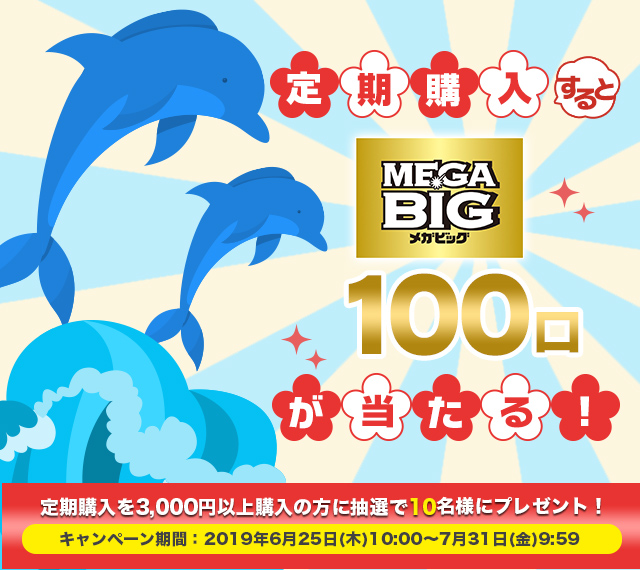 定期購入すると
MEGA
BIG
メガビッグ
100口
が当たる!
定期購入を3,000円以上購入の方に抽選で10名様にプレゼント!
キャンペーン期間:2019年6月25日(木)10:00〜7月31日(金)9:59